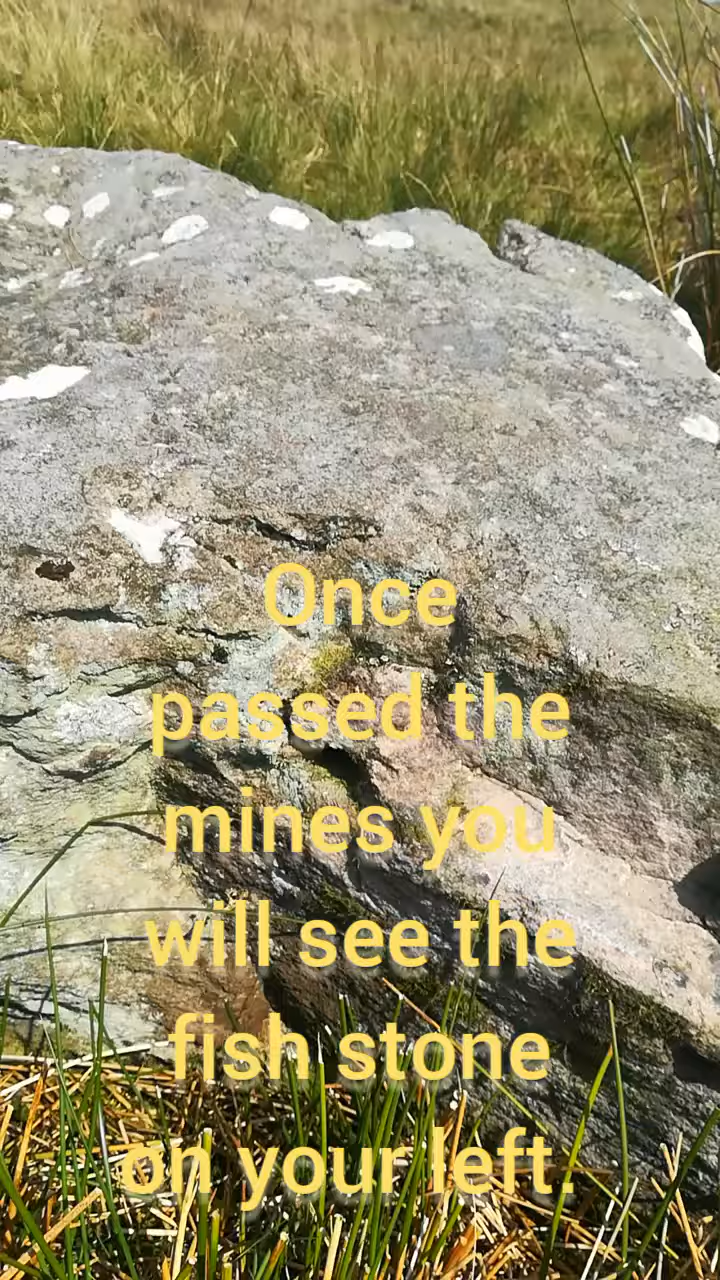 Once
passed the
mines you
will see the
fish stone
on your left.